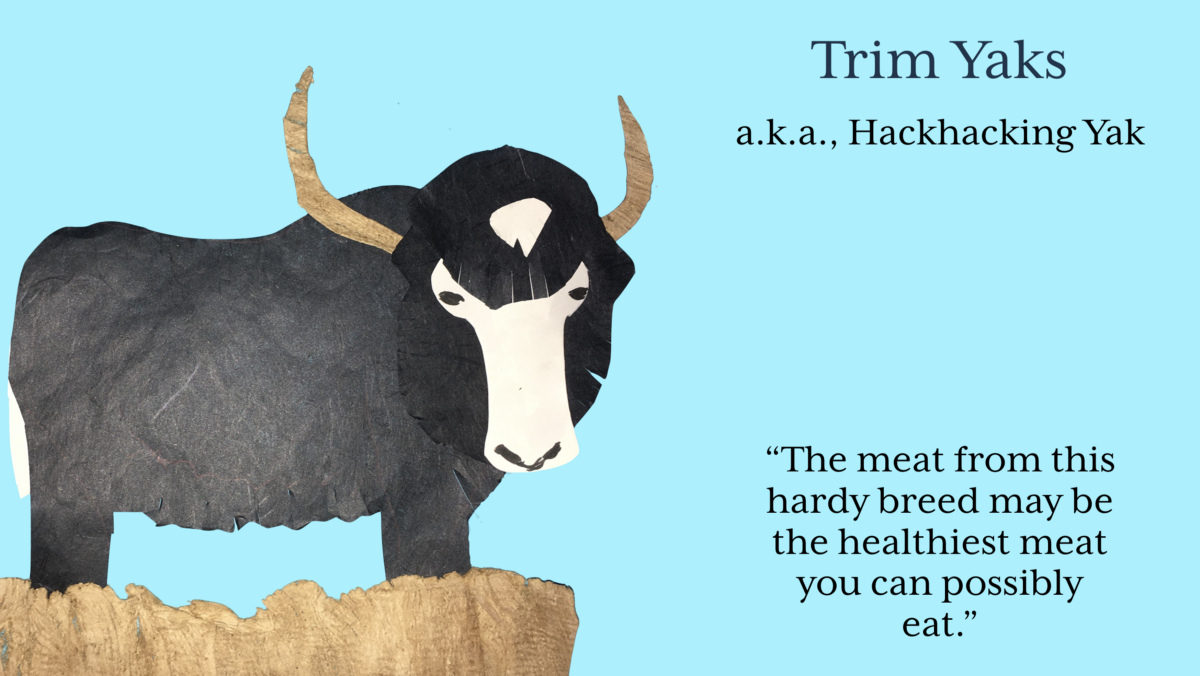 Trim Yaks
a.k.a., Hackhacking Yak
“The meat from this
hardy breed may be
the healthiest meat
you can possibly
eat.”